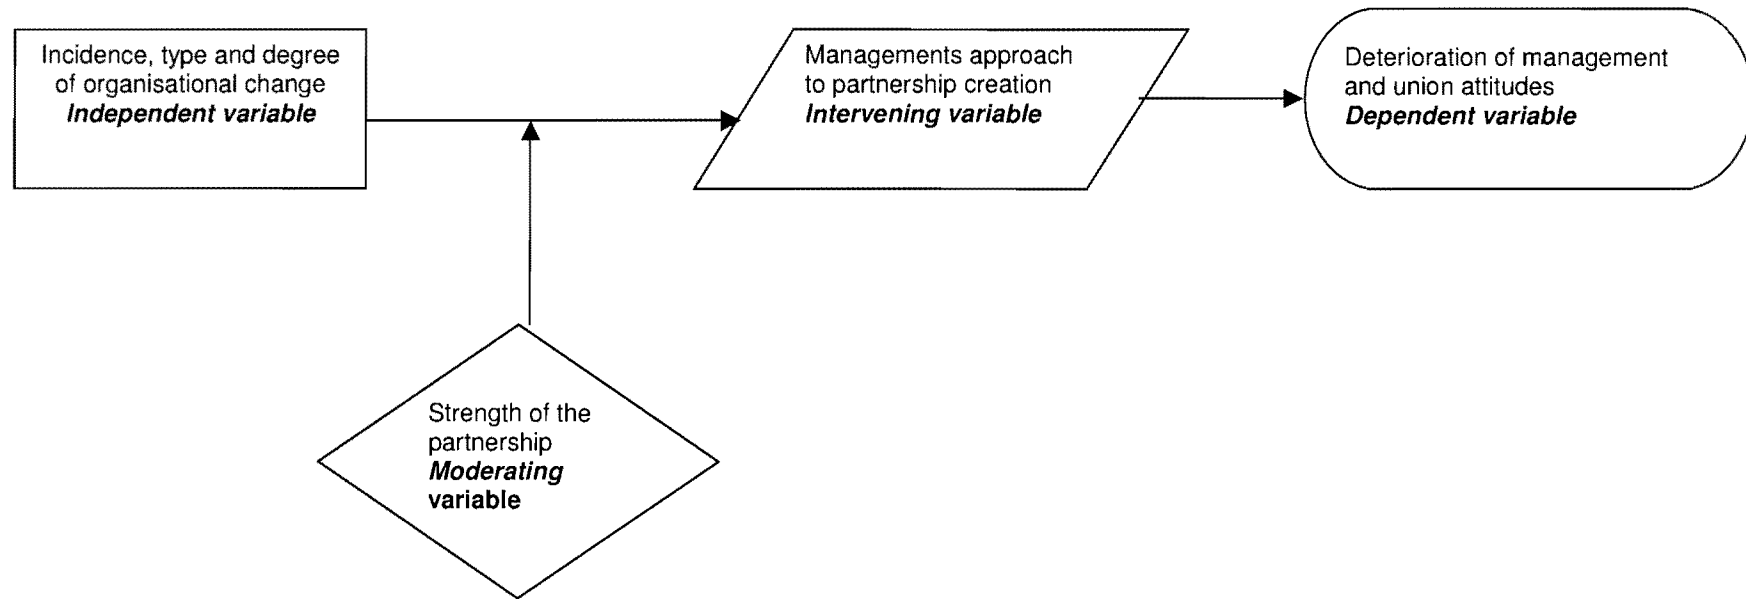 Incidence, type and degree
of organisational change
Independent variable
Managements approach
to partnership creation
Intervening variable
Deterioration of management
and union attitudes
Dependent variable
Strength of the
partnership
Moderating
variable